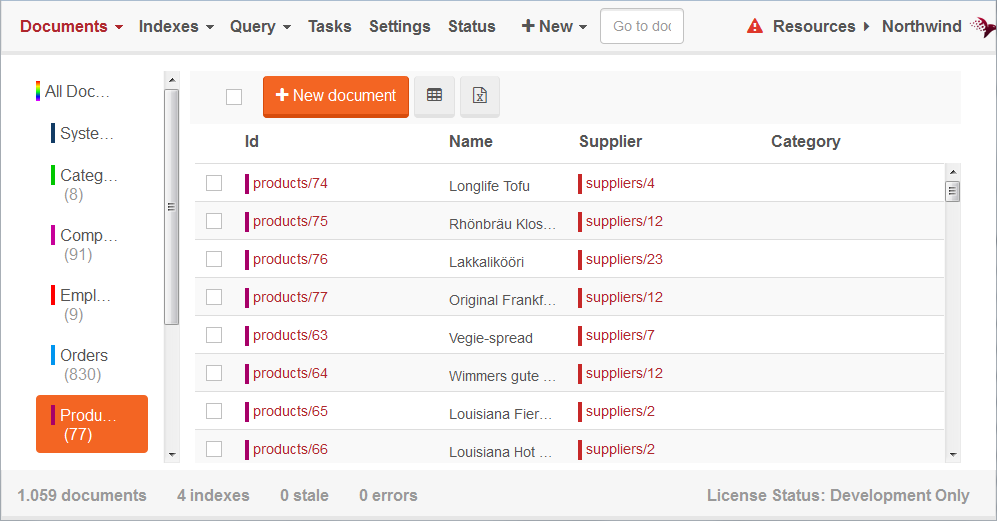 Documents Indexes Query Tasks Settings Status + New Go to doc Resources Northwind
All Doc...
Syste...
Categ...
(8)
Comp...
(91)
Empl...
(9)
Orders
(830)
Produ...
(77)
+ New document
Id Name Supplier Category
products/74 Longlife Tofu suppliers/4
products/75 Rhönbräu Klos... suppliers/12
products/76 Lakkalikööri suppliers/23
products/77 Original Frankf... suppliers/12
products/63 Vegie-spread suppliers/7
products/64 Wimmers gute ... suppliers/12
products/65 Louisiana Fier... suppliers/2
products/66 Louisiana Hot ... suppliers/2
1.059 documents 4 indexes 0 stale 0 errors License Status: Development Only